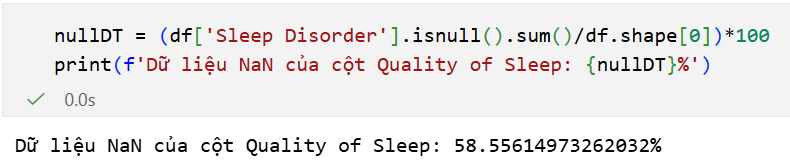 nullDT = (df['Sleep Disorder'].isnull().sum()/df.shape[0])*100
print(f'Dữ liệu NaN của cột Quality of Sleep: {nullDT}%')
0.0s
Dữ liệu NaN của cột Quality of Sleep: 58.55614973262032%